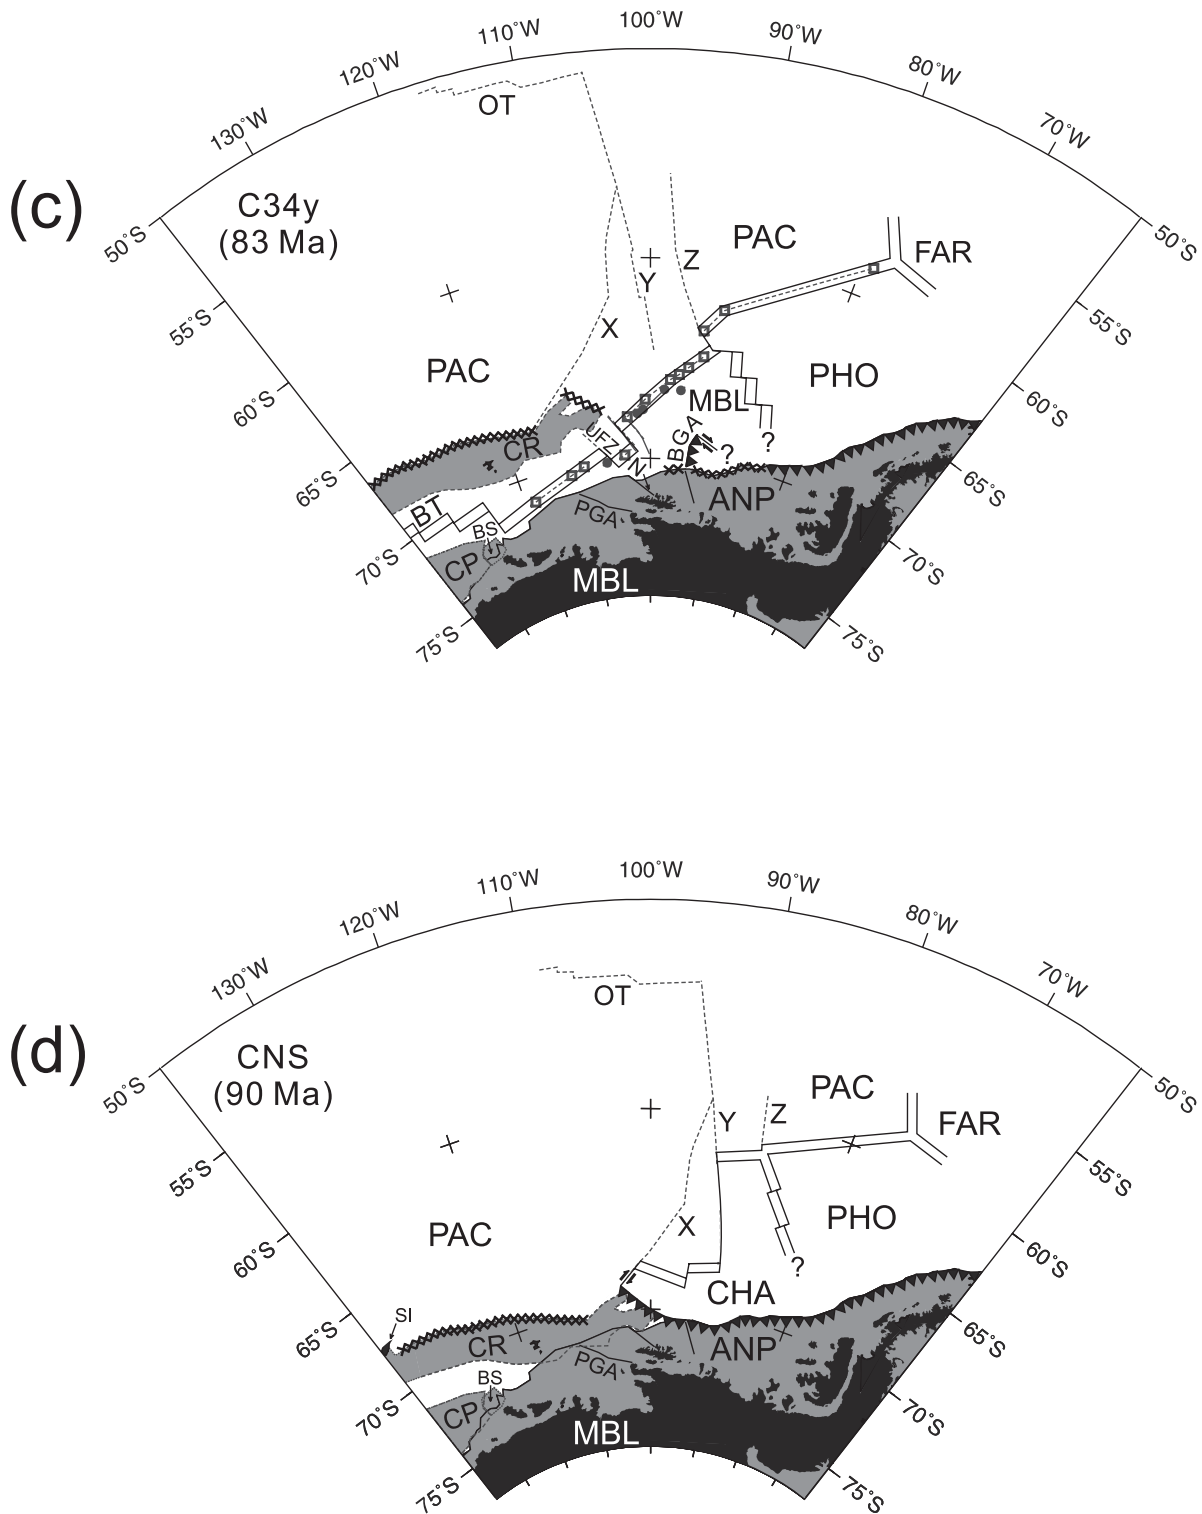 (c)
C34y
(83 Ma)
130°W
120°W
110°W
100°W
90°W
80°W
70°W
50°S
50°S
55°S
55°S
60°S
60°S
65°S
65°S
70°S
70°S
75°S
75°S
OT
PAC
FAR
Z
Y
X
PAC
PHO
MBL
UFZ
BGA
?
?
CR
N
ANP
BT
BS
PGA
CP
MBL
(d)
CNS
(90 Ma)
130°W
120°W
110°W
100°W
90°W
80°W
70°W
50°S
50°S
55°S
55°S
60°S
60°S
65°S
65°S
70°S
70°S
75°S
75°S
OT
PAC
FAR
Y
Z
PHO
X
PAC
?
CHA
SI
CR
ANP
PGA
BS
CP
MBL